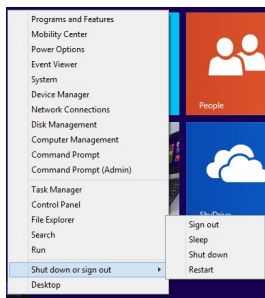 Programs and Features
Mobility Center
Power Options
Event Viewer
System
Device Manager
Network Connections
Disk Management
Computer Management
Command Prompt
Command Prompt (Admin)
Task Manager
Control Panel
File Explorer
Search
Run
Shut down or sign out
Desktop
Sign out
Sleep
Shut down
Restart
People
SkyDrive